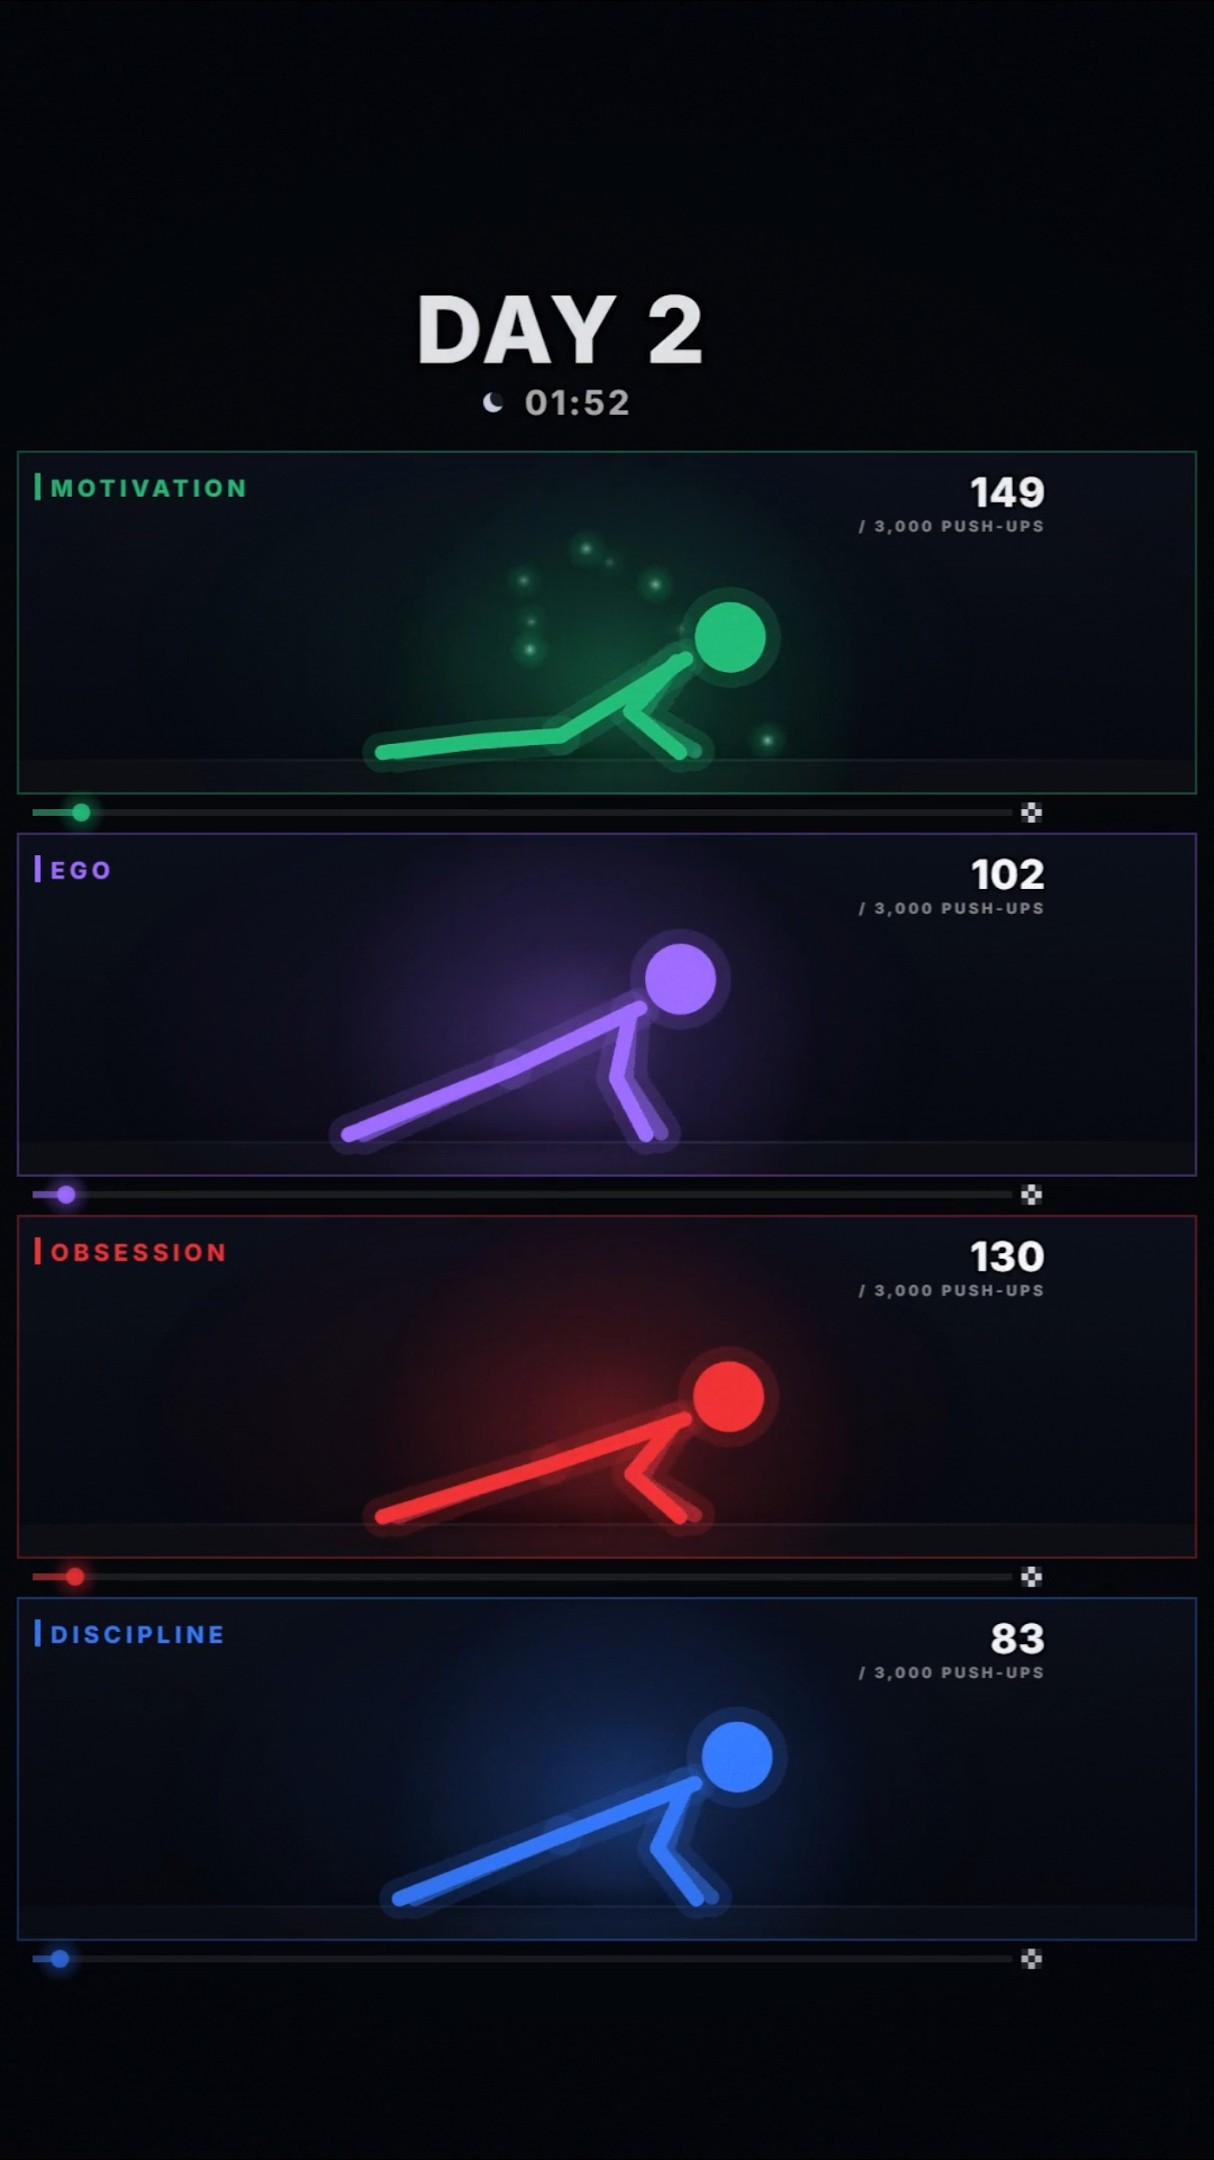 DAY 2
01:52
MOTIVATION
149
/ 3,000 PUSH-UPS
EGO
102
/ 3,000 PUSH-UPS
OBSESSION
130
/ 3,000 PUSH-UPS
DISCIPLINE
83
/ 3,000 PUSH-UPS